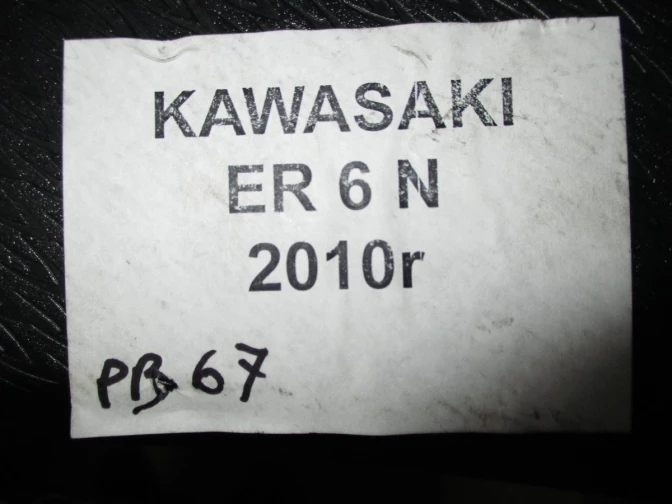 KAWASAKI
ER 6 N
2010r
PB 67